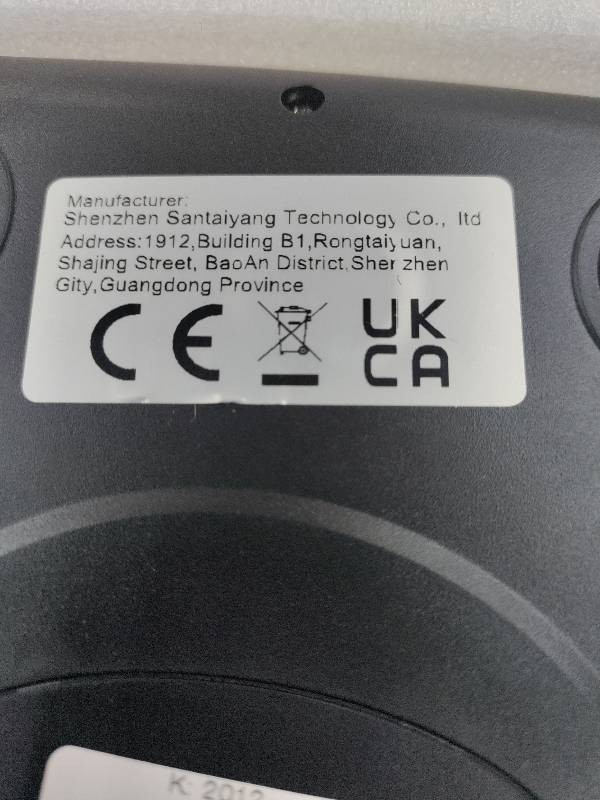 Manufacturer:
Shenzhen Santaiyang Technology Co., ltd
Address:1912,Building B1,Rongtaiyuan,
Shajing Street, BaoAn District,Shenzhen
Gity,Guangdong Province
CE
UK
CA
K: 2012